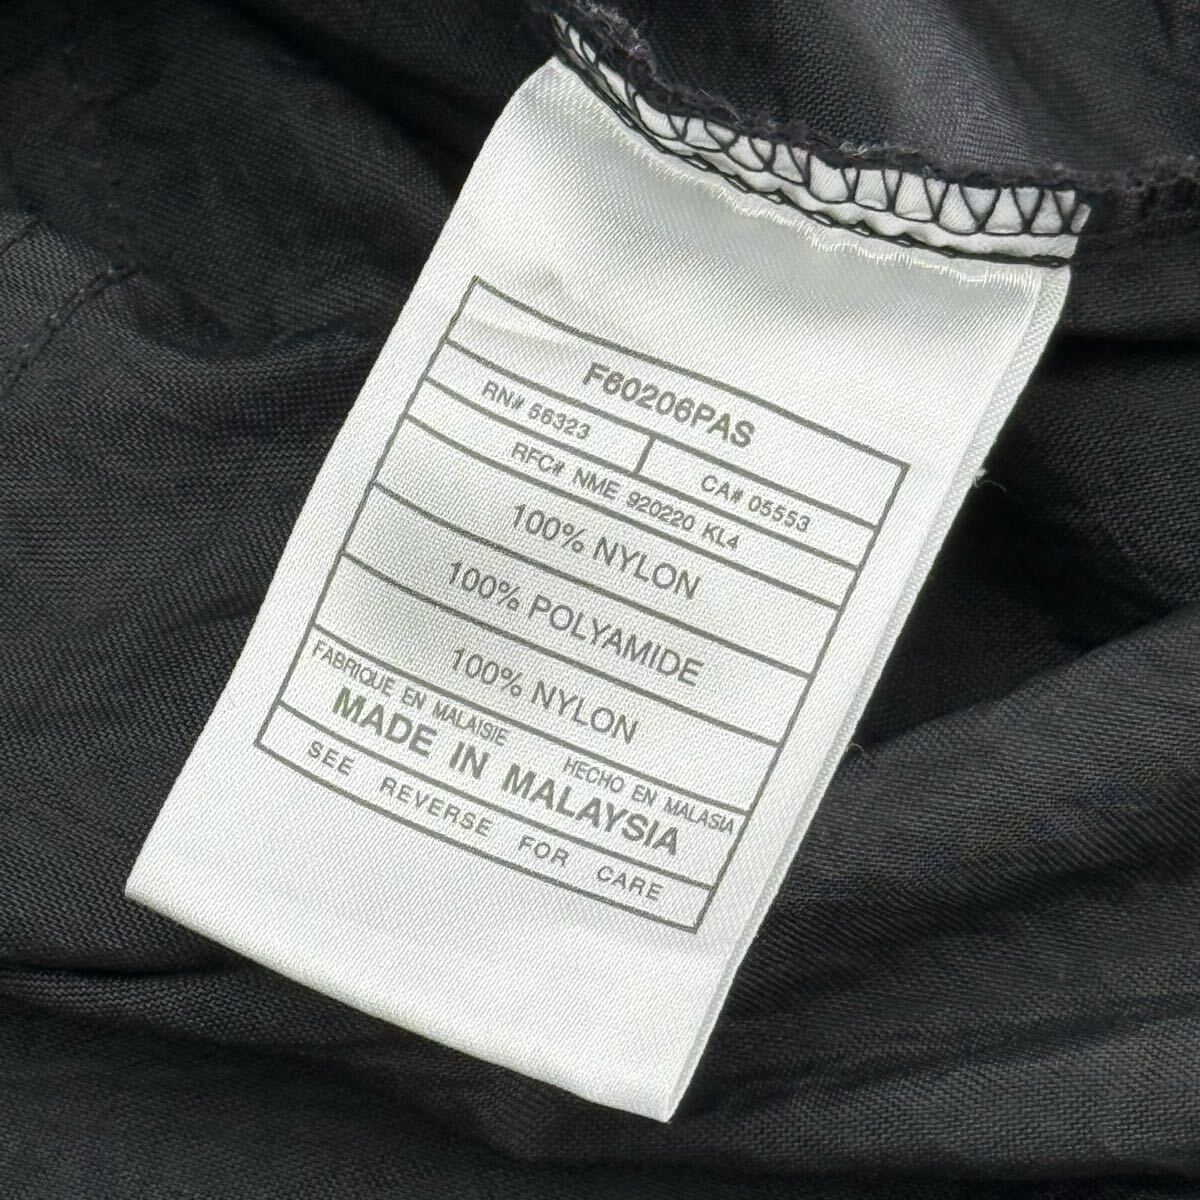 F60206PAS
RN# 56323 CA# 05553
RFC# NME 920220 KL4
100% NYLON
100% POLYAMIDE
100% NYLON
FABRIQUE EN MALAISIE HECHO EN MALASIA
MADE IN MALAYSIA
SEE REVERSE FOR CARE